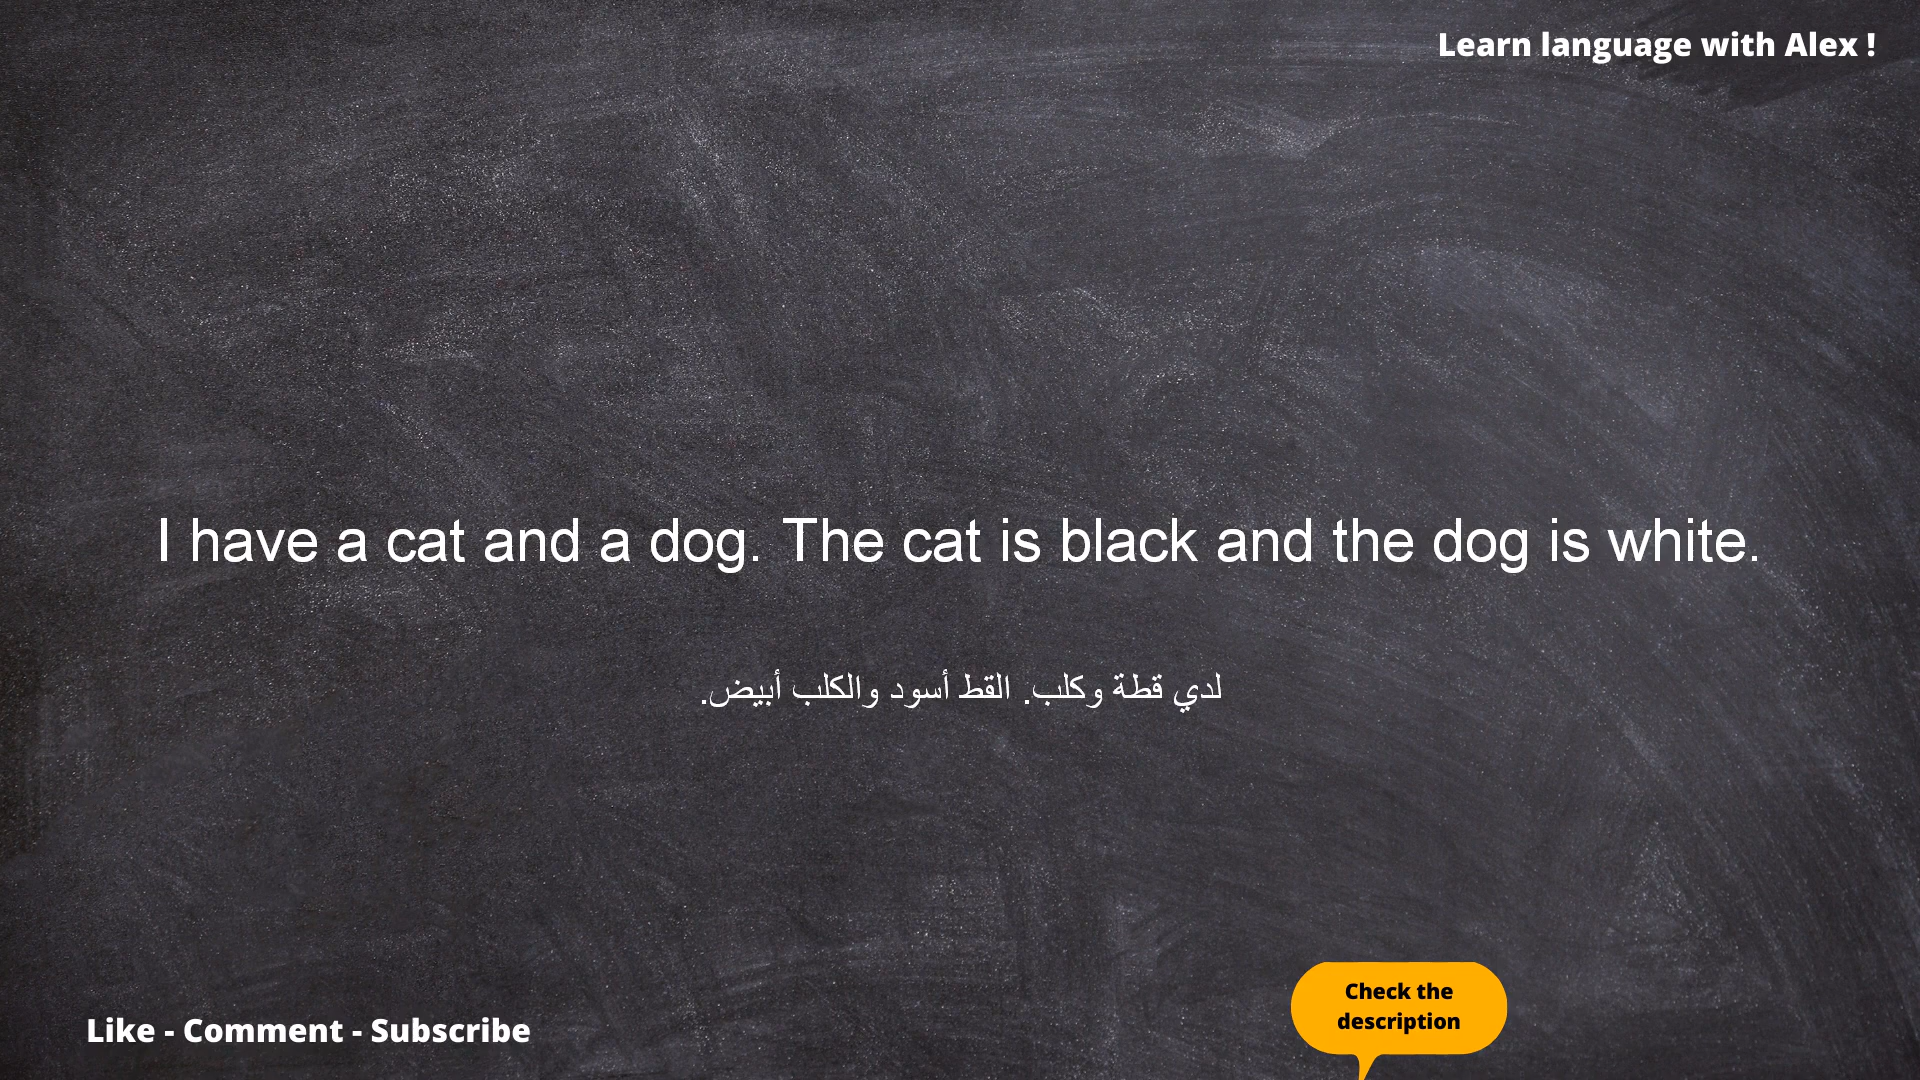 Learn language with Alex !
I have a cat and a dog. The cat is black and the dog is white.
لدي قطة وكلب. القط أسود والكلب أبيض.
Check the
description
Like - Comment - Subscribe